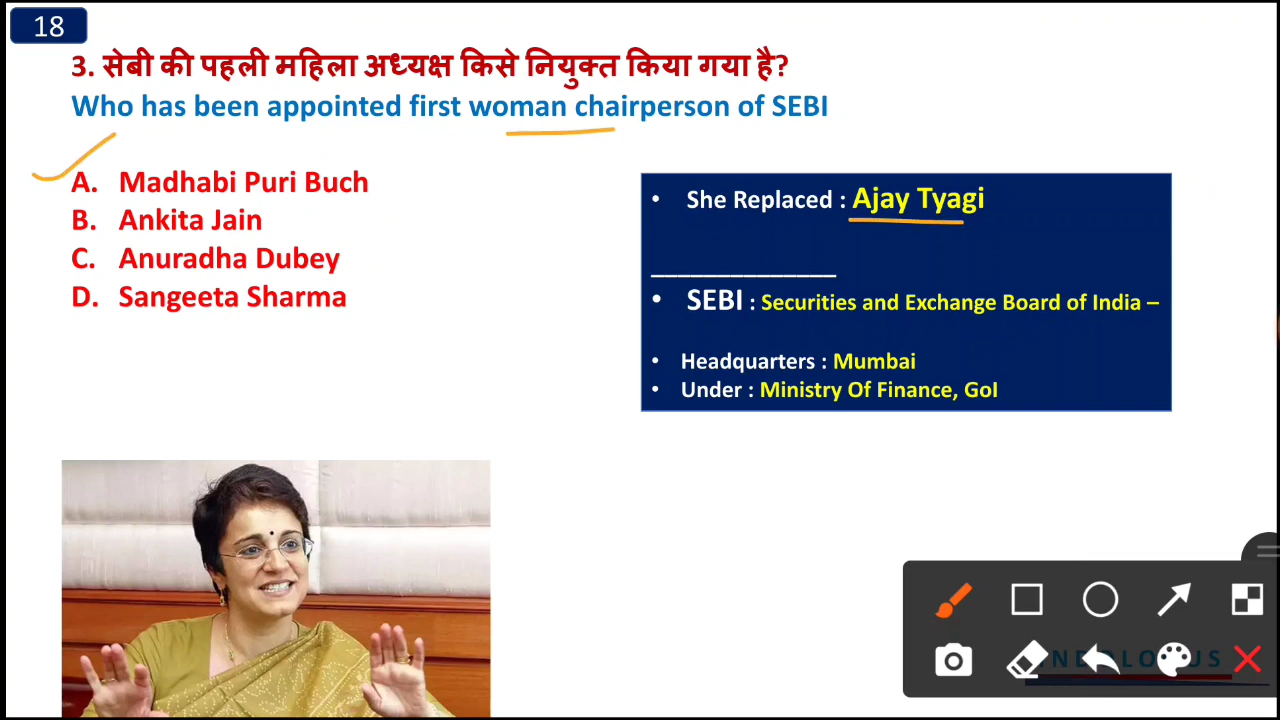 18
3. सेबी की पहली महिला अध्यक्ष किसे नियुक्त किया गया है?
Who has been appointed first woman chairperson of SEBI
A. Madhabi Puri Buch
B. Ankita Jain
C. Anuradha Dubey
D. Sangeeta Sharma
• She Replaced : Ajay Tyagi
______________
• SEBI : Securities and Exchange Board of India –
• Headquarters : Mumbai
• Under : Ministry Of Finance, GoI